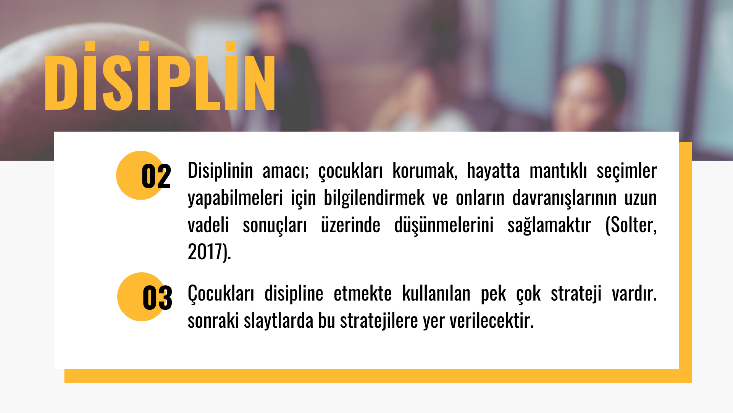 DİSİPLİN
02
Disiplinin amacı; çocukları korumak, hayatta mantıklı seçimler
yapabilmeleri için bilgilendirmek ve onların davranışlarının uzun
vadeli sonuçları üzerinde düşünmelerini sağlamaktır (Solter,
2017).
03
Çocukları disipline etmekte kullanılan pek çok strateji vardır.
sonraki slaytlarda bu stratejilere yer verilecektir.